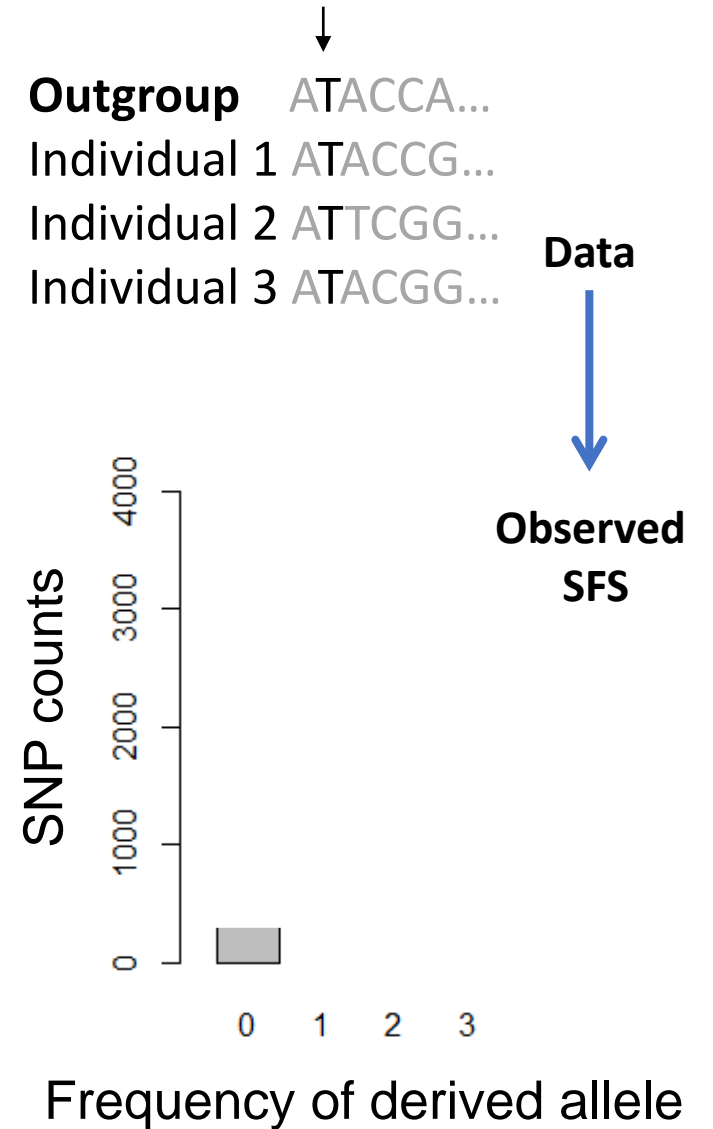 Outgroup ATACCA...
Individual 1 ATACCG...
Individual 2 ATTCGG...
Individual 3 ATACGG...
Data
Observed
SFS
SNP counts
4000
3000
2000
1000
0
0 1 2 3
Frequency of derived allele